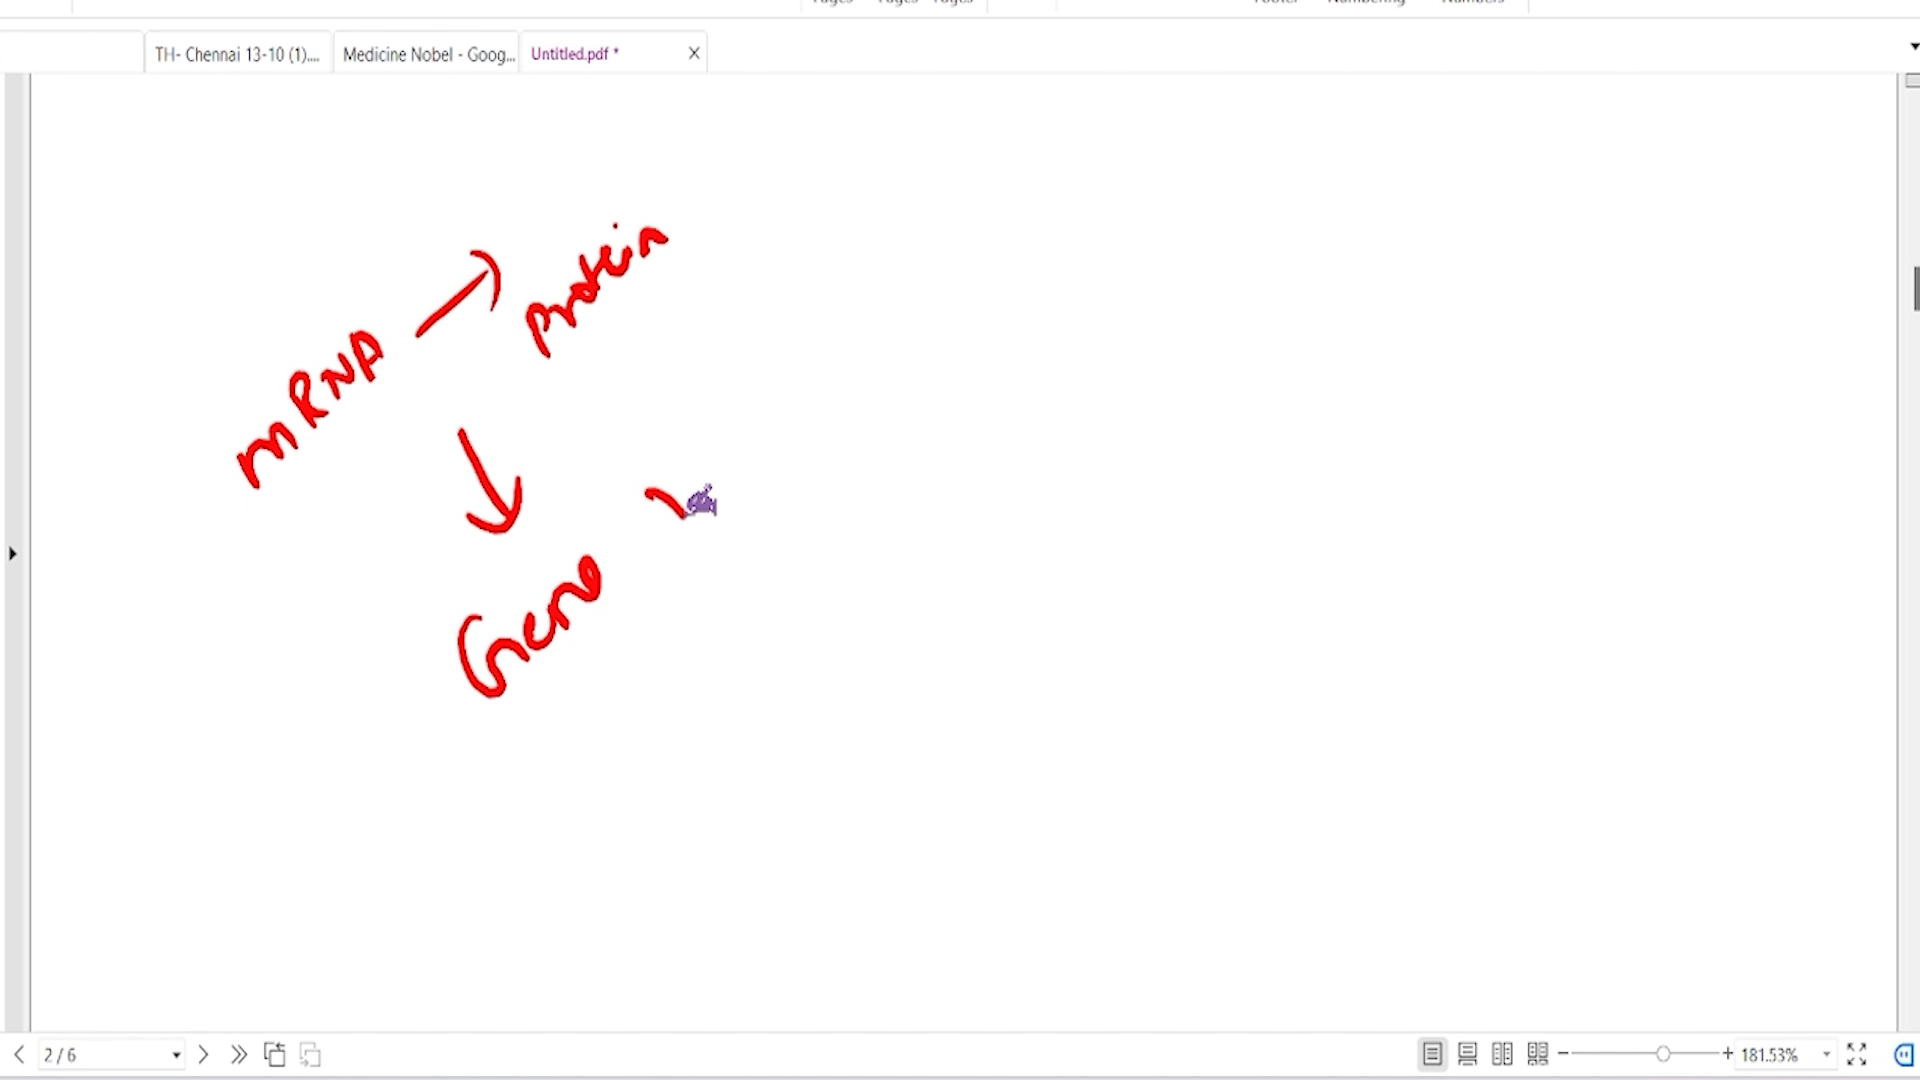 TH- Chennai 13-10 (1)....
Medicine Nobel - Goog...
Untitled.pdf *
mRNA → Protein
↓
Gene
2 / 6
181.53%